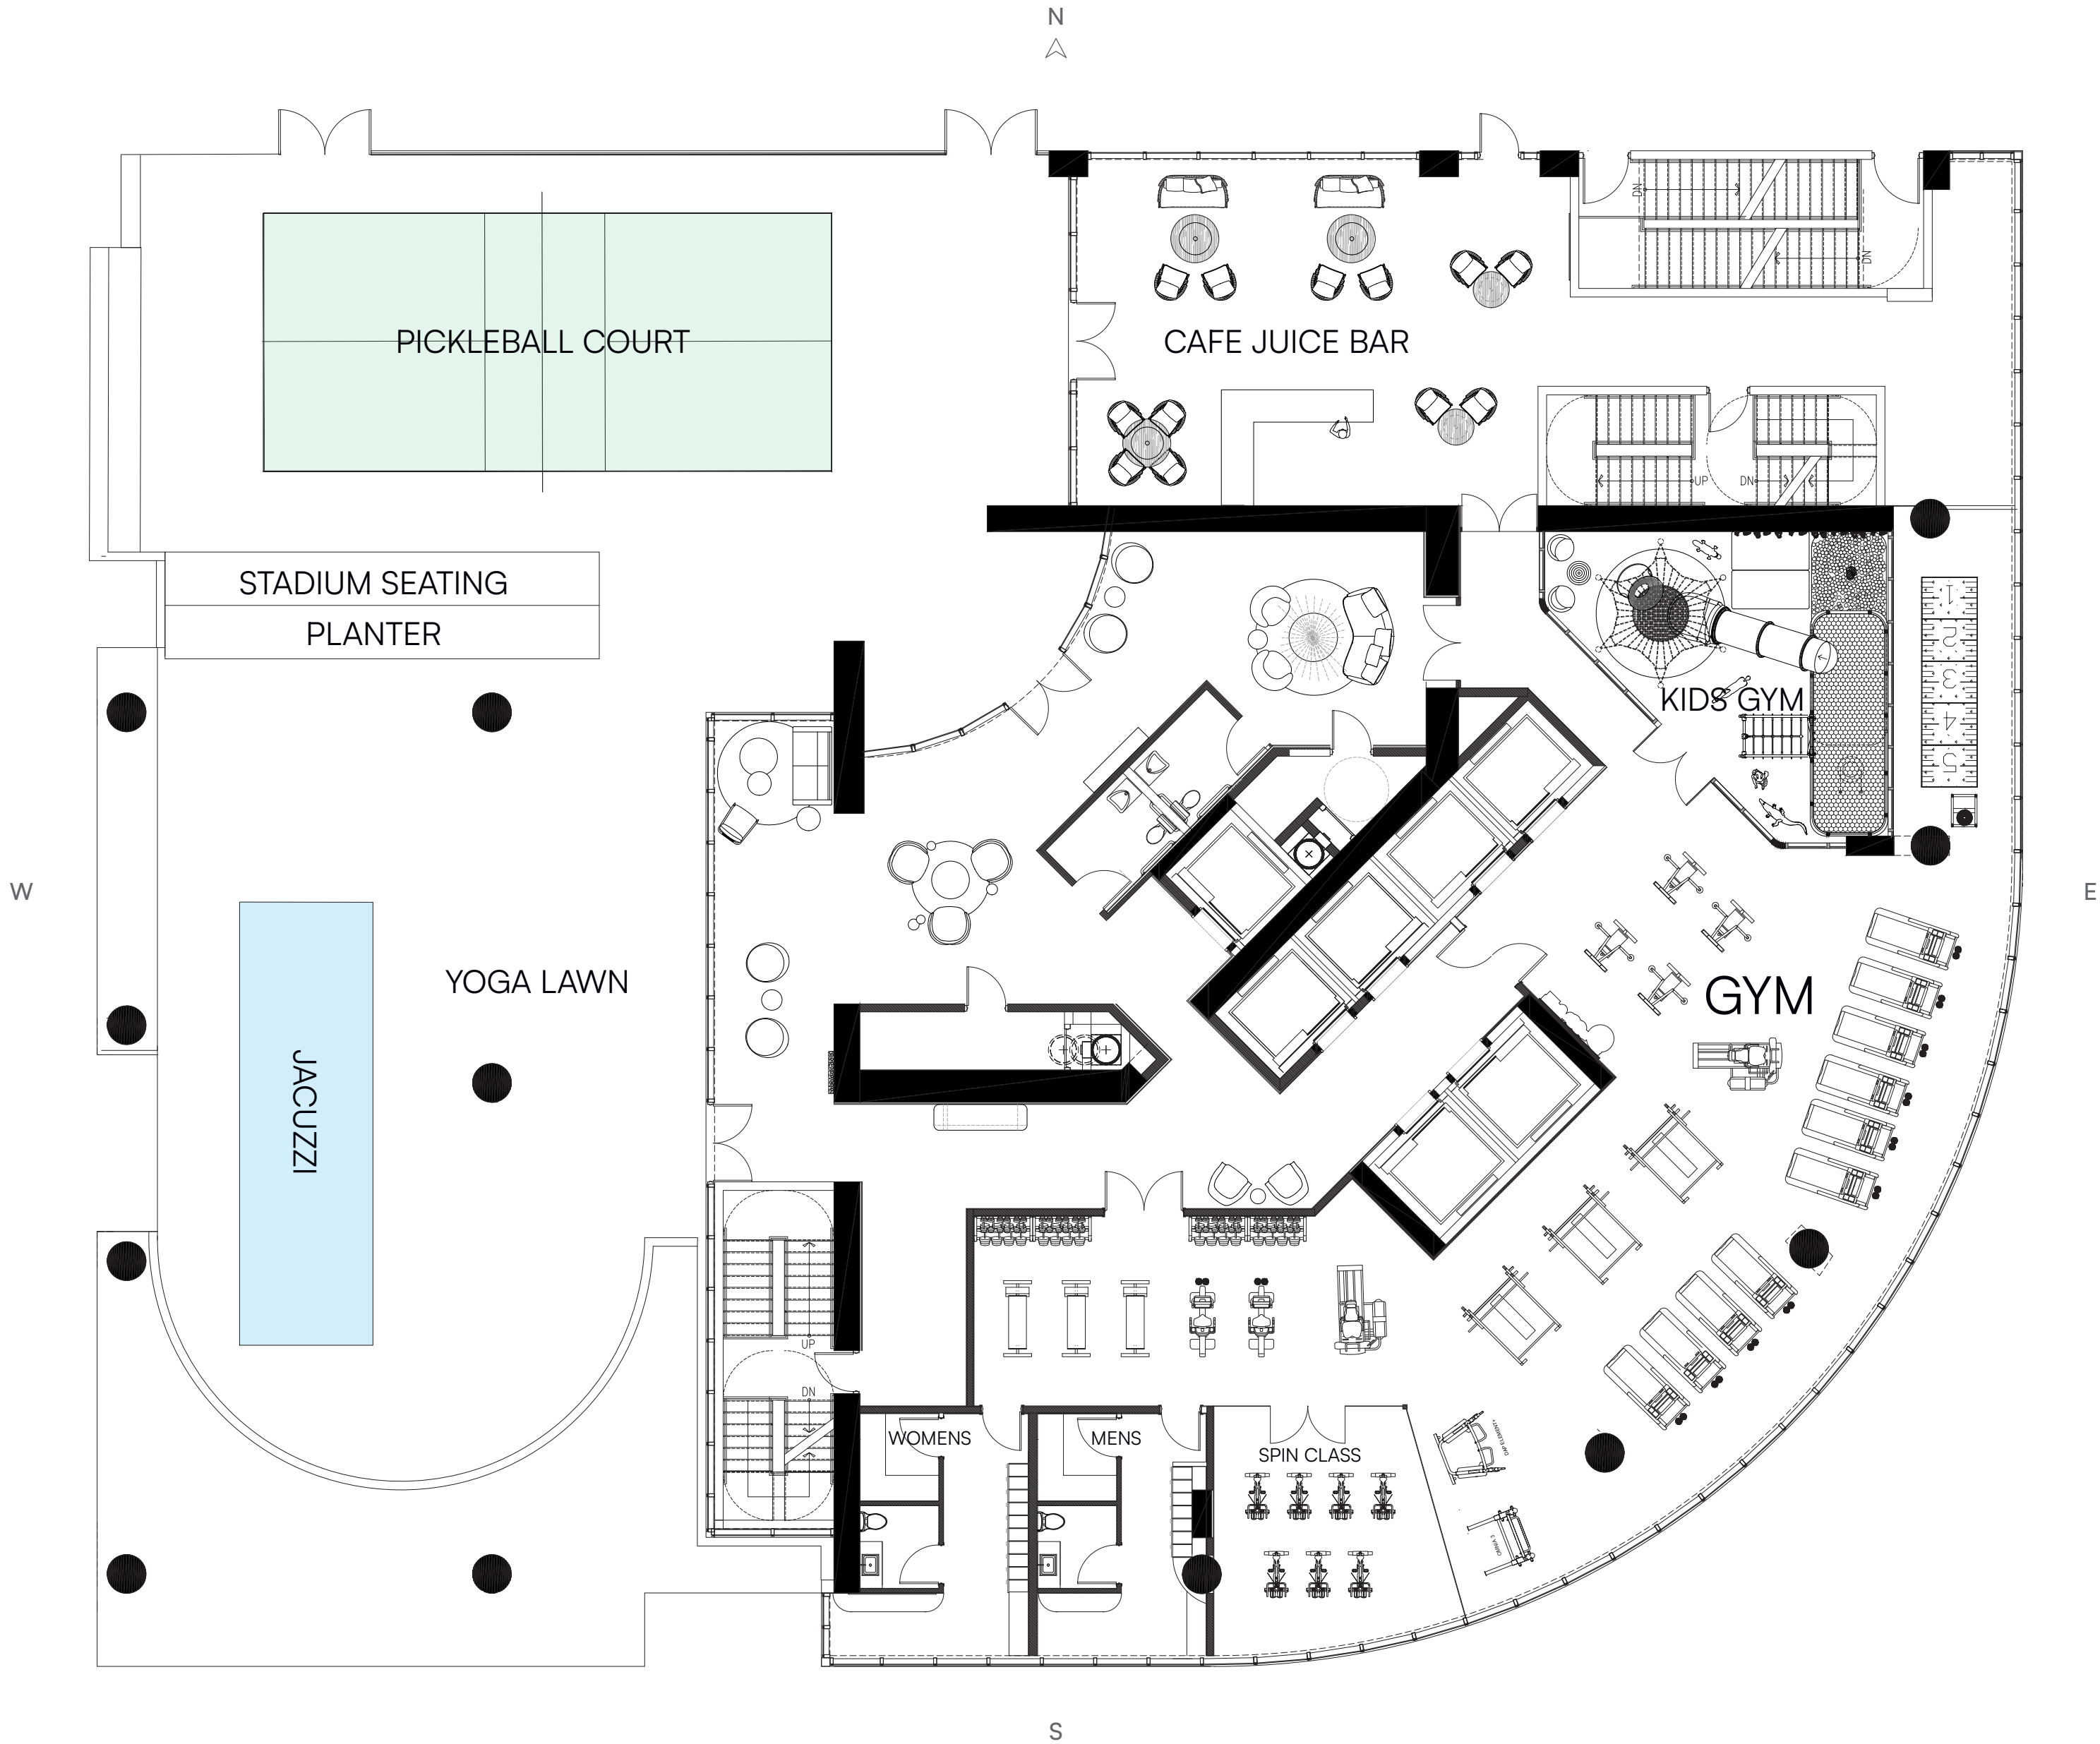 N
DN
DN
PICKLEBALL COURT
CAFE JUICE BAR
UP
DN
STADIUM SEATING
PLANTER
1
2
3
4
5
KIDS GYM
W
E
YOGA LAWN
GYM
JACUZZI
UP
DN
WOMENS
MENS
SPIN CLASS
S